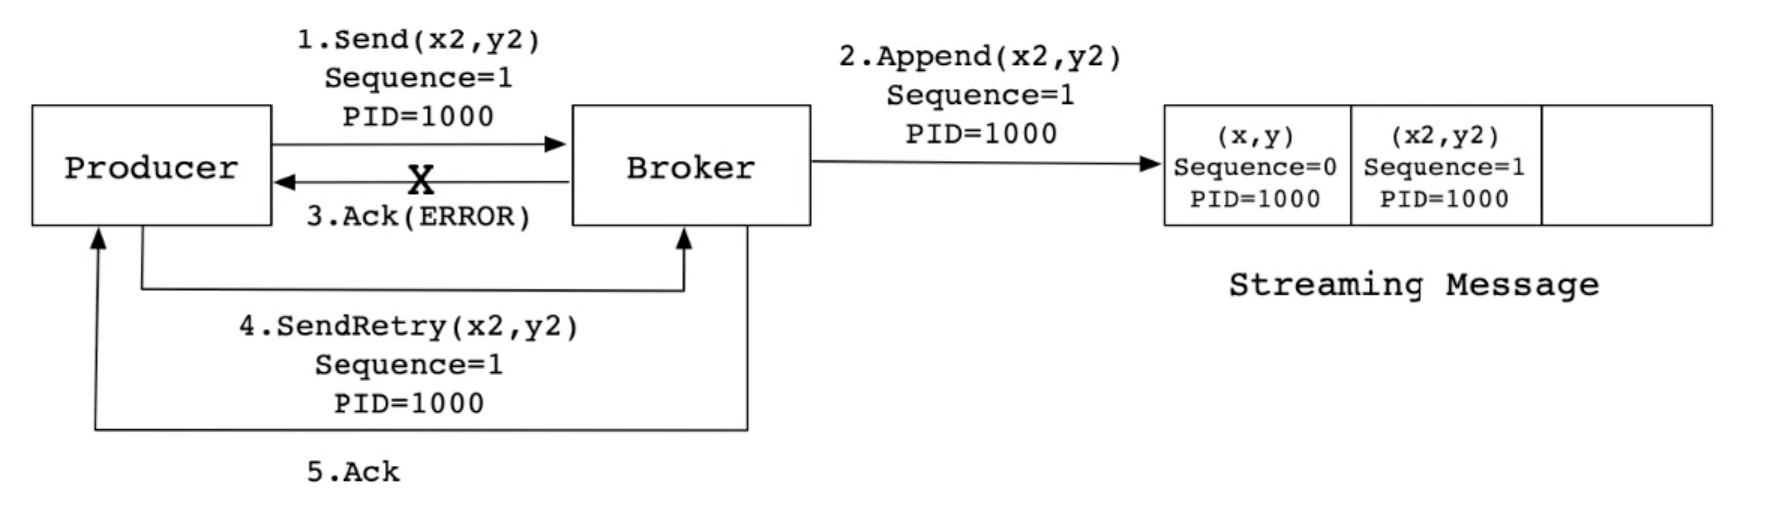 1.Send(x2,y2)
Sequence=1
PID=1000
2.Append(x2,y2)
Sequence=1
PID=1000
Producer
X
3.Ack(ERROR)
Broker
(x,y)
Sequence=0
PID=1000
(x2,y2)
Sequence=1
PID=1000
Streaming Message
4.SendRetry(x2,y2)
Sequence=1
PID=1000
5.Ack